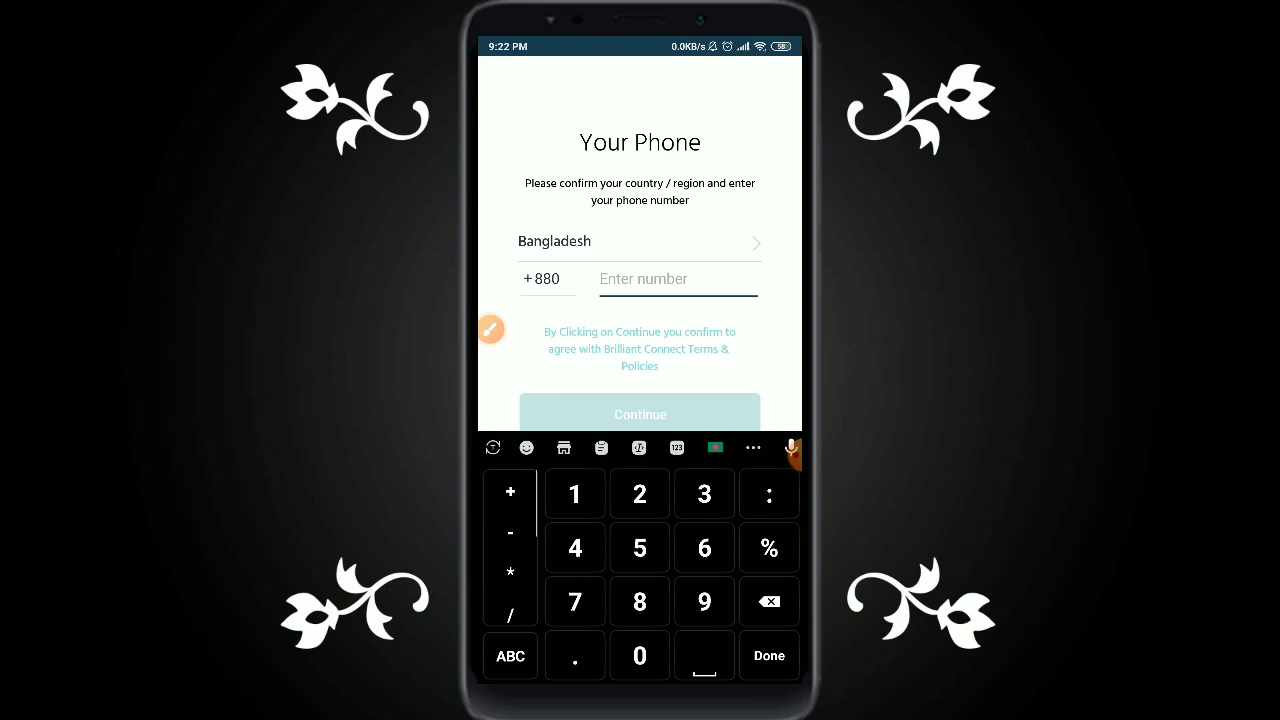 9:22 PM 0.0KB/s 58
Your Phone
Please confirm your country / region and enter
your phone number
Bangladesh
+880 Enter number
By Clicking on Continue you confirm to
agree with Brilliant Connect Terms &
Policies
Continue
123
+ 1 2 3 :
- 4 5 6 %
*
7 8 9
/
ABC . 0 Done